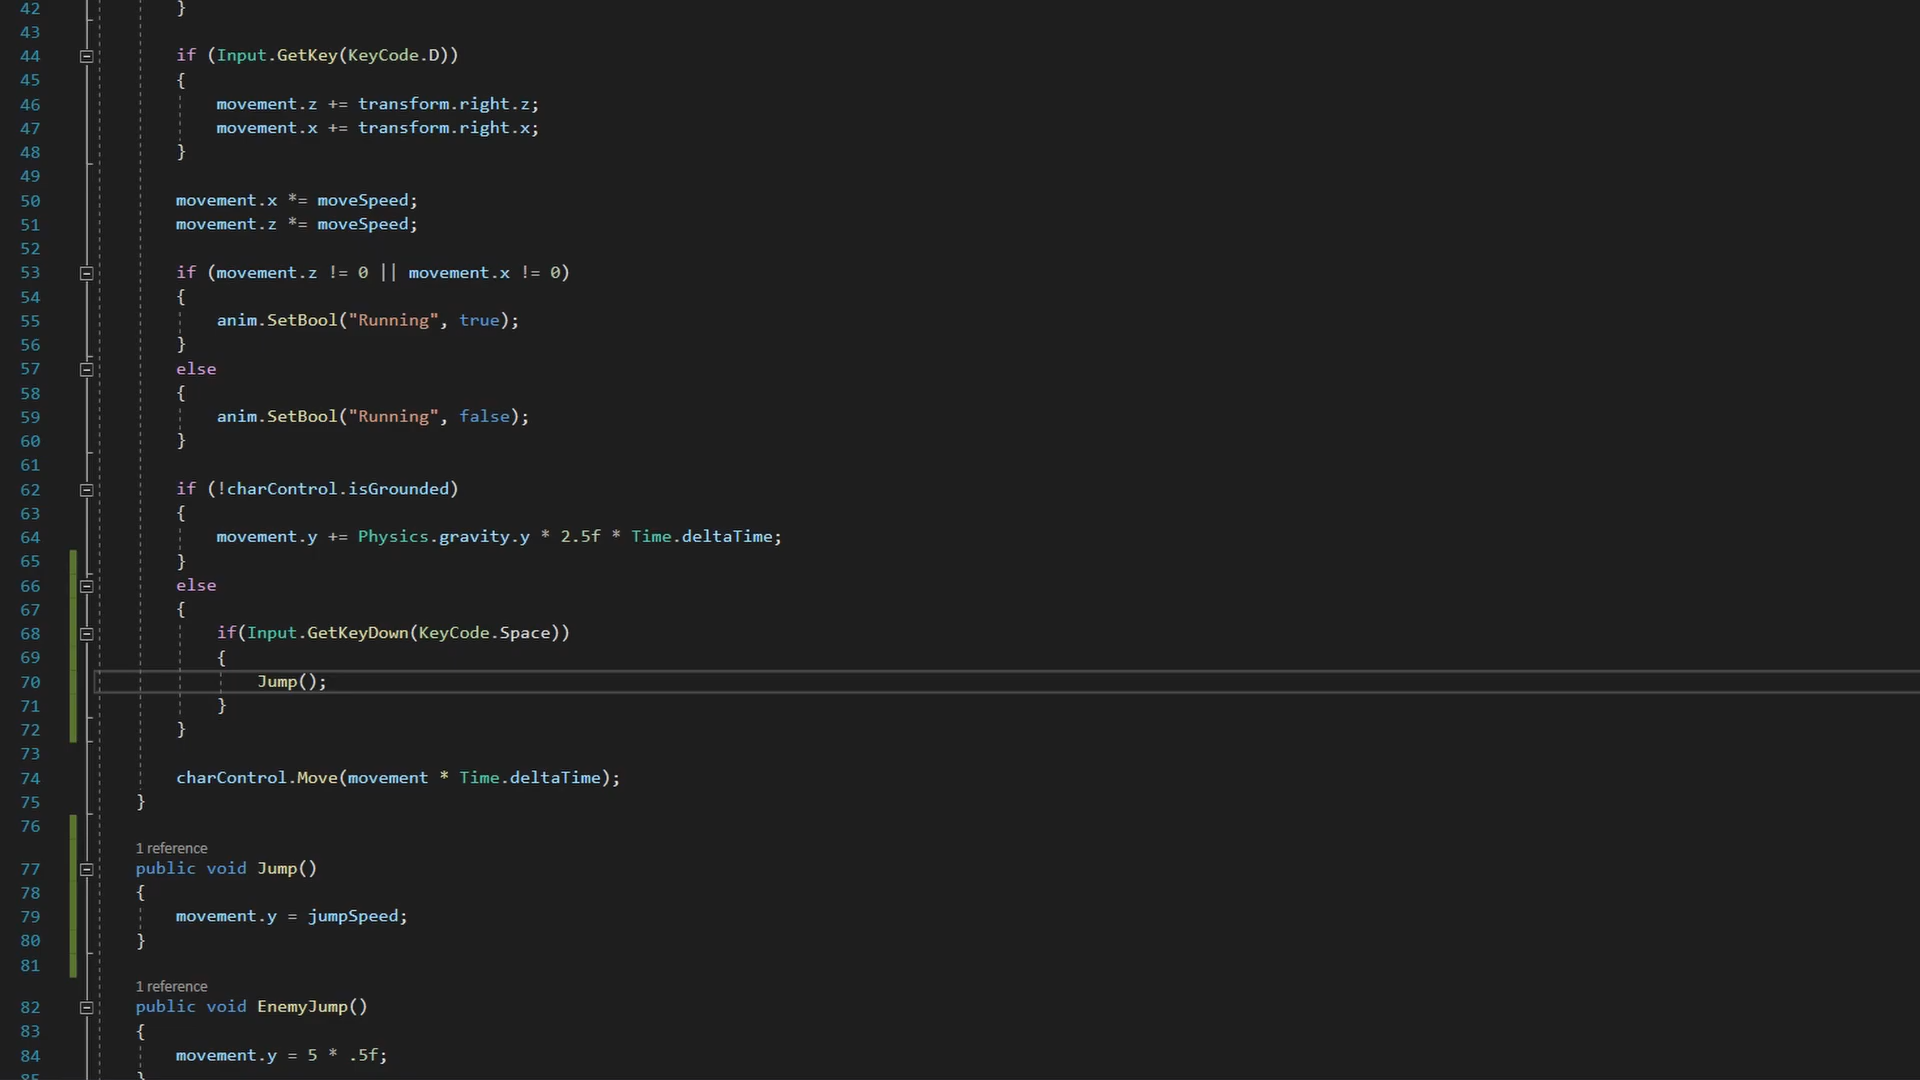 42 }
43
44 if (Input.GetKey(KeyCode.D))
45 {
46 movement.z += transform.right.z;
47 movement.x += transform.right.x;
48 }
49
50 movement.x *= moveSpeed;
51 movement.z *= moveSpeed;
52
53 if (movement.z != 0 || movement.x != 0)
54 {
55 anim.SetBool("Running", true);
56 }
57 else
58 {
59 anim.SetBool("Running", false);
60 }
61
62 if (!charControl.isGrounded)
63 {
64 movement.y += Physics.gravity.y * 2.5f * Time.deltaTime;
65 }
66 else
67 {
68 if(Input.GetKeyDown(KeyCode.Space))
69 {
70 Jump();
71 }
72 }
73
74 charControl.Move(movement * Time.deltaTime);
75 }
76
1 reference
77 public void Jump()
78 {
79 movement.y = jumpSpeed;
80 }
81
1 reference
82 public void EnemyJump()
83 {
84 movement.y = 5 * .5f;
85 }